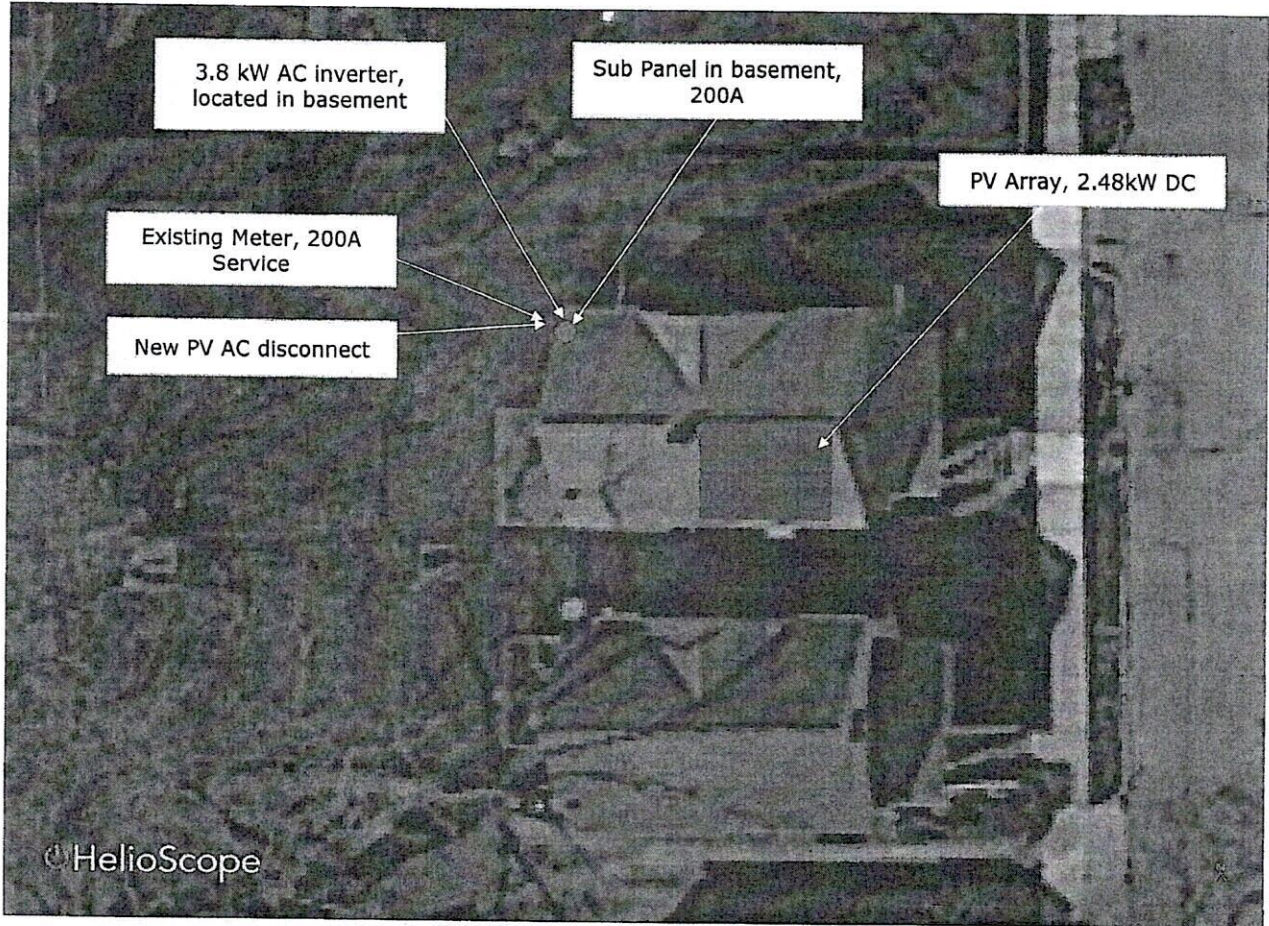 3.8 kW AC inverter,
located in basement
Sub Panel in basement,
200A
PV Array, 2.48kW DC
Existing Meter, 200A
Service
New PV AC disconnect
HelioScope